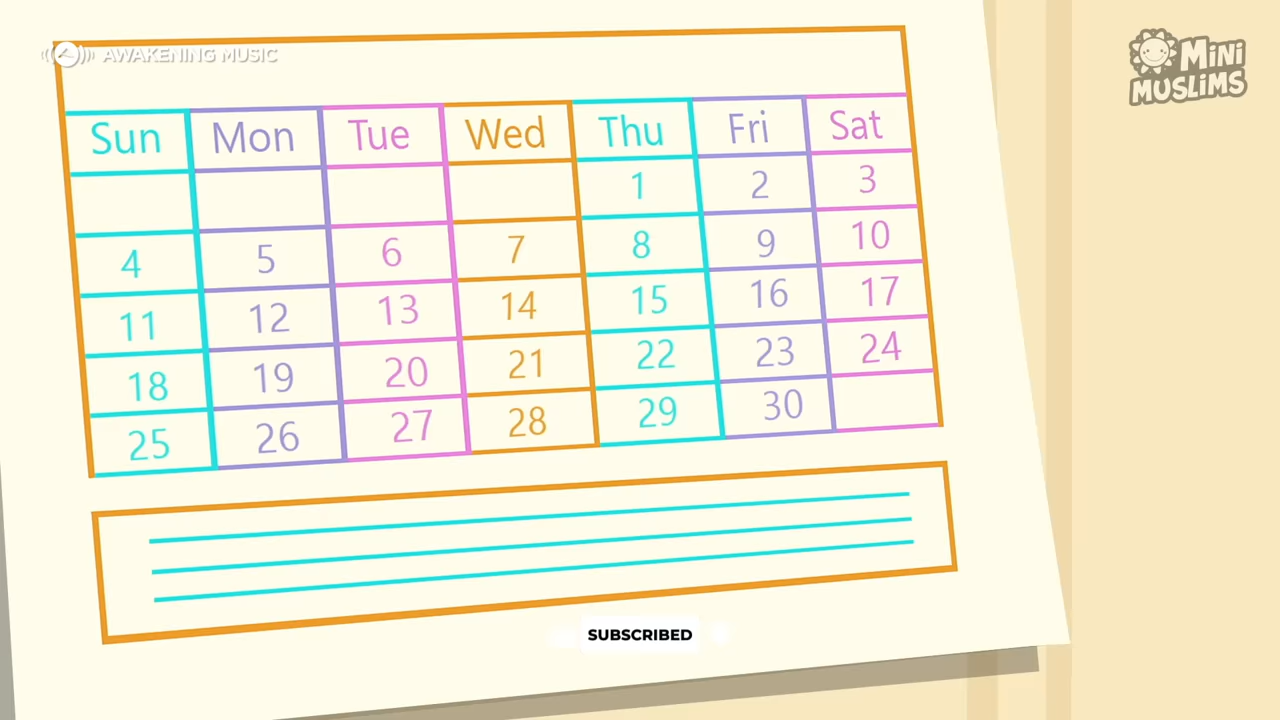 AWAKENING MUSIC
MiNi
MUSLiMS
Sun Mon Tue Wed Thu Fri Sat
1 2 3
4 5 6 7 8 9 10
11 12 13 14 15 16 17
18 19 20 21 22 23 24
25 26 27 28 29 30
SUBSCRIBED